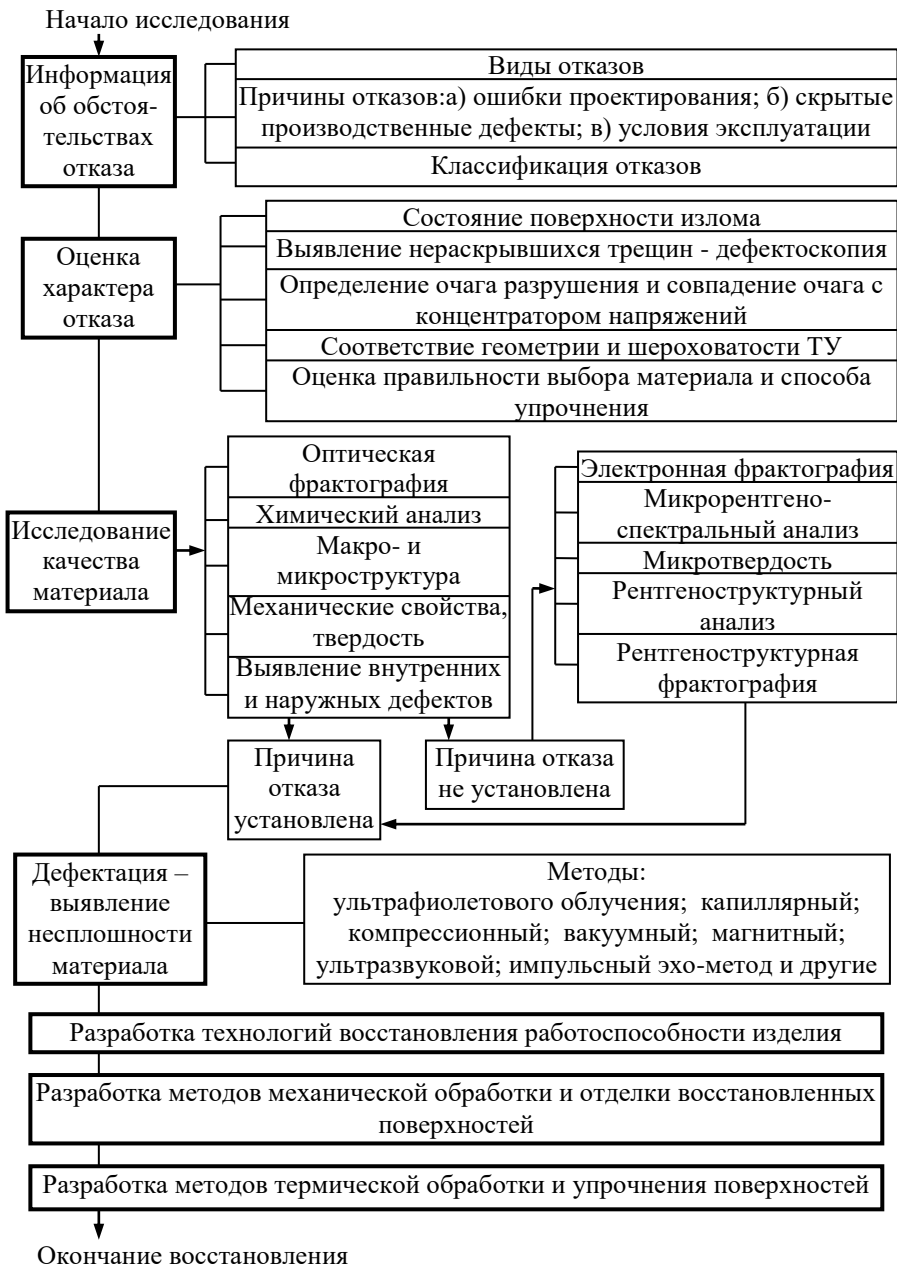 Начало исследования
Информация
об обстоя-
тельствах
отказа
Виды отказов
Причины отказов:а) ошибки проектирования; б) скрытые
производственные дефекты; в) условия эксплуатации
Классификация отказов
Оценка
характера
отказа
Состояние поверхности излома
Выявление нераскрывшихся трещин - дефектоскопия
Определение очага разрушения и совпадение очага с
концентратором напряжений
Соответствие геометрии и шероховатости ТУ
Оценка правильности выбора материала и способа
упрочнения
Исследование
качества
материала
Оптическая
фрактография
Химический анализ
Макро- и
микроструктура
Механические свойства,
твердость
Выявление внутренних
и наружных дефектов
Электронная фрактография
Микрорентгено-
спектральный анализ
Микротвердость
Рентгеноструктурный
анализ
Рентгеноструктурная
фрактография
Причина
отказа
установлена
Причина отказа
не установлена
Дефектация –
выявление
несплошности
материала
Методы:
ультрафиолетового облучения; капиллярный;
компрессионный; вакуумный; магнитный;
ультразвуковой; импульсный эхо-метод и другие
Разработка технологий восстановления работоспособности изделия
Разработка методов механической обработки и отделки восстановленных
поверхностей
Разработка методов термической обработки и упрочнения поверхностей
Окончание восстановления